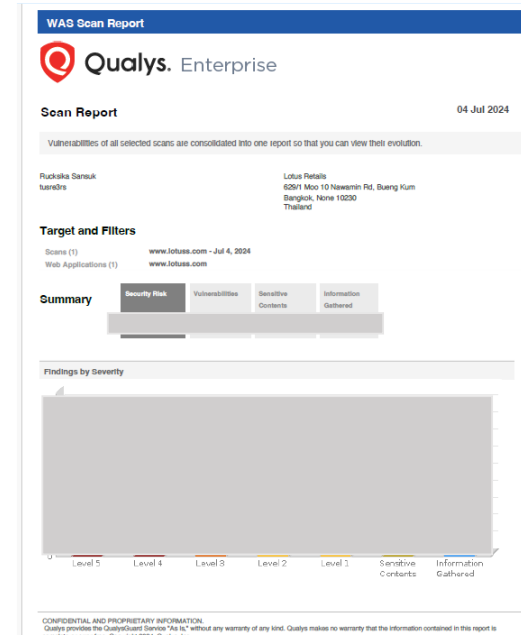 WAS Scan Report
Qualys. Enterprise
Scan Report
04 Jul 2024
Vulnerabilities of all selected scans are consolidated into one report so that you can view their evolution.
Rucksika Sansuk
tusre3rs
Lotus Retails
629/1 Moo 10 Nawamin Rd, Bueng Kum
Bangkok, None 10230
Thailand
Target and Filters
Scans (1) www.lotuss.com - Jul 4, 2024
Web Applications (1) www.lotuss.com
Summary
Security Risk
Vulnerabilities
Sensitive Contents
Information Gathered
Findings by Severity
0
Level 5 Level 4 Level 3 Level 2 Level 1 Sensitive Contents Information Gathered
CONFIDENTIAL AND PROPRIETARY INFORMATION.
Qualys provides the QualysGuard Service "As Is," without any warranty of any kind. Qualys makes no warranty that the information contained in this report is